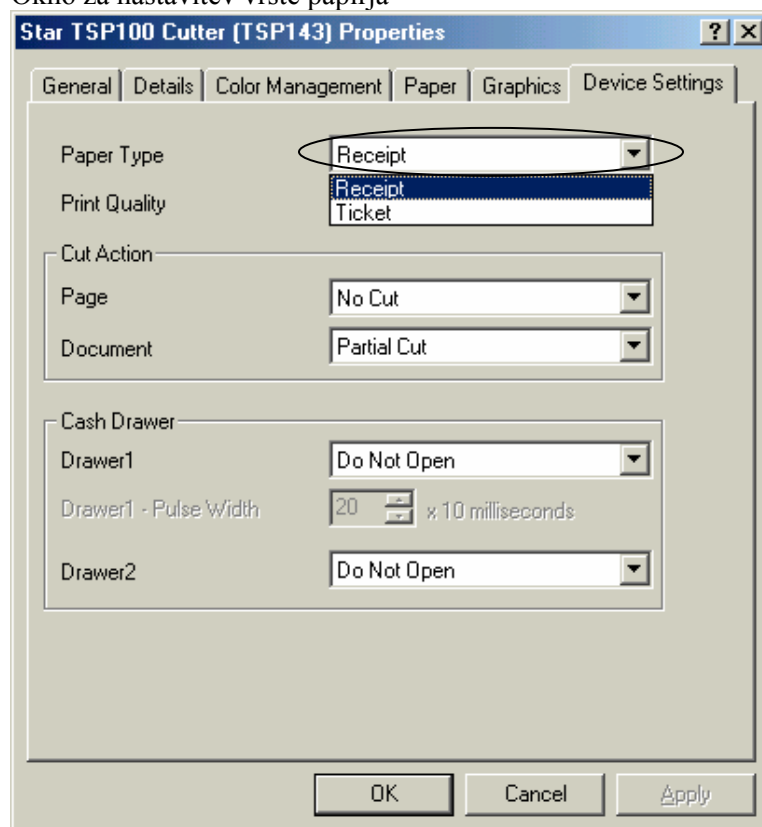 Okno za nastavitev vrste papirja
Star TSP100 Cutter (TSP143) Properties
General Details Color Management Paper Graphics Device Settings
Paper Type Receipt
Receipt
Print Quality
Ticket
Cut Action
Page No Cut
Document Partial Cut
Cash Drawer
Drawer1 Do Not Open
Drawer1 - Pulse Width 20 x 10 milliseconds
Drawer2 Do Not Open
OK Cancel Apply